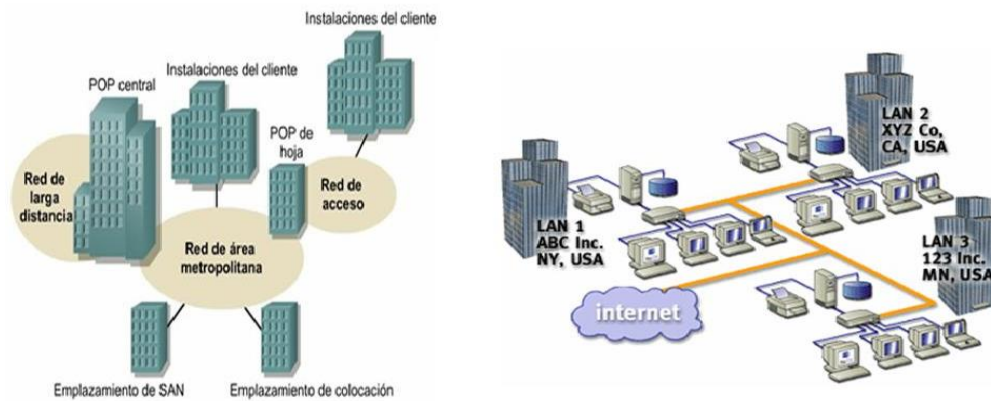 Instalaciones del cliente
Instalaciones del cliente
POP central
POP de
hoja
Red de
larga
distancia
Red de
acceso
Red de área
metropolitana
Emplazamiento de SAN
Emplazamiento de colocación
LAN 2
XYZ Co,
CA, USA
LAN 1
ABC Inc.
NY, USA
LAN 3
123 Inc.
MN, USA
internet